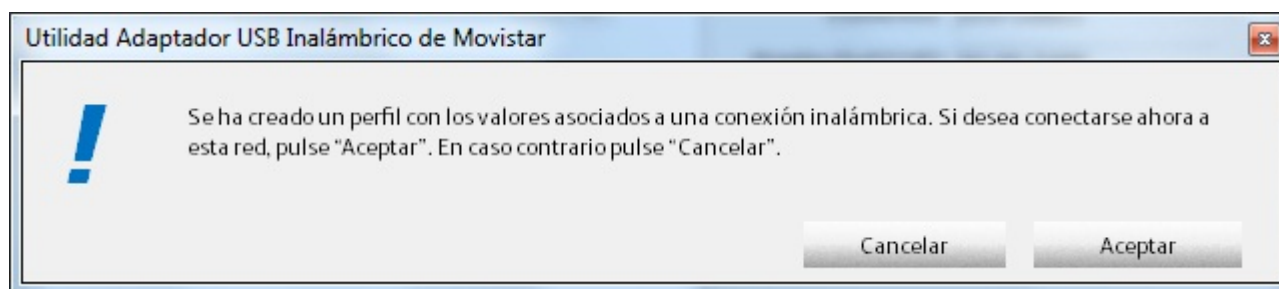 Utilidad Adaptador USB Inalámbrico de Movistar
Se ha creado un perfil con los valores asociados a una conexión inalámbrica. Si desea conectarse ahora a
esta red, pulse “Aceptar”. En caso contrario pulse “Cancelar”.
Cancelar
Aceptar